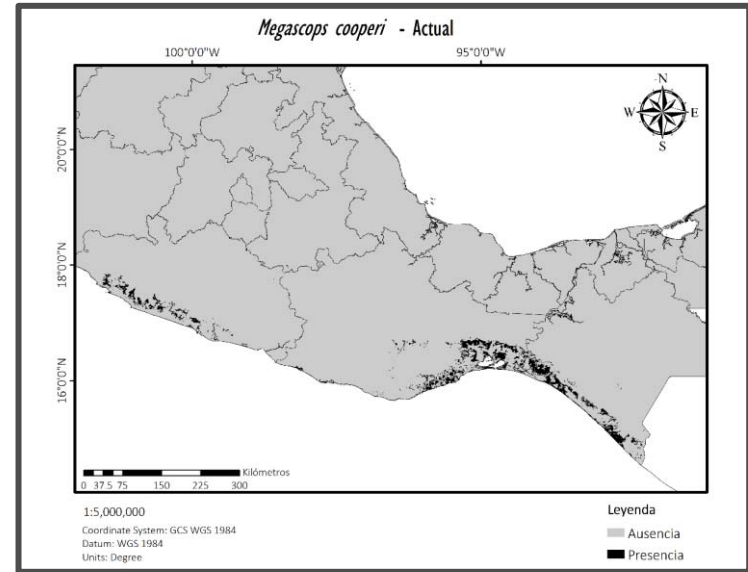 Megascops cooperi - Actual
100°0'0"W 95°0'0"W
N
W E
S
20°0'0"N
18°0'0"N
16°0'0"N
Kilómetros
0 37.5 75 150 225 300
1:5,000,000
Coordinate System: GCS WGS 1984
Datum: WGS 1984
Units: Degree
Leyenda
Ausencia
Presencia